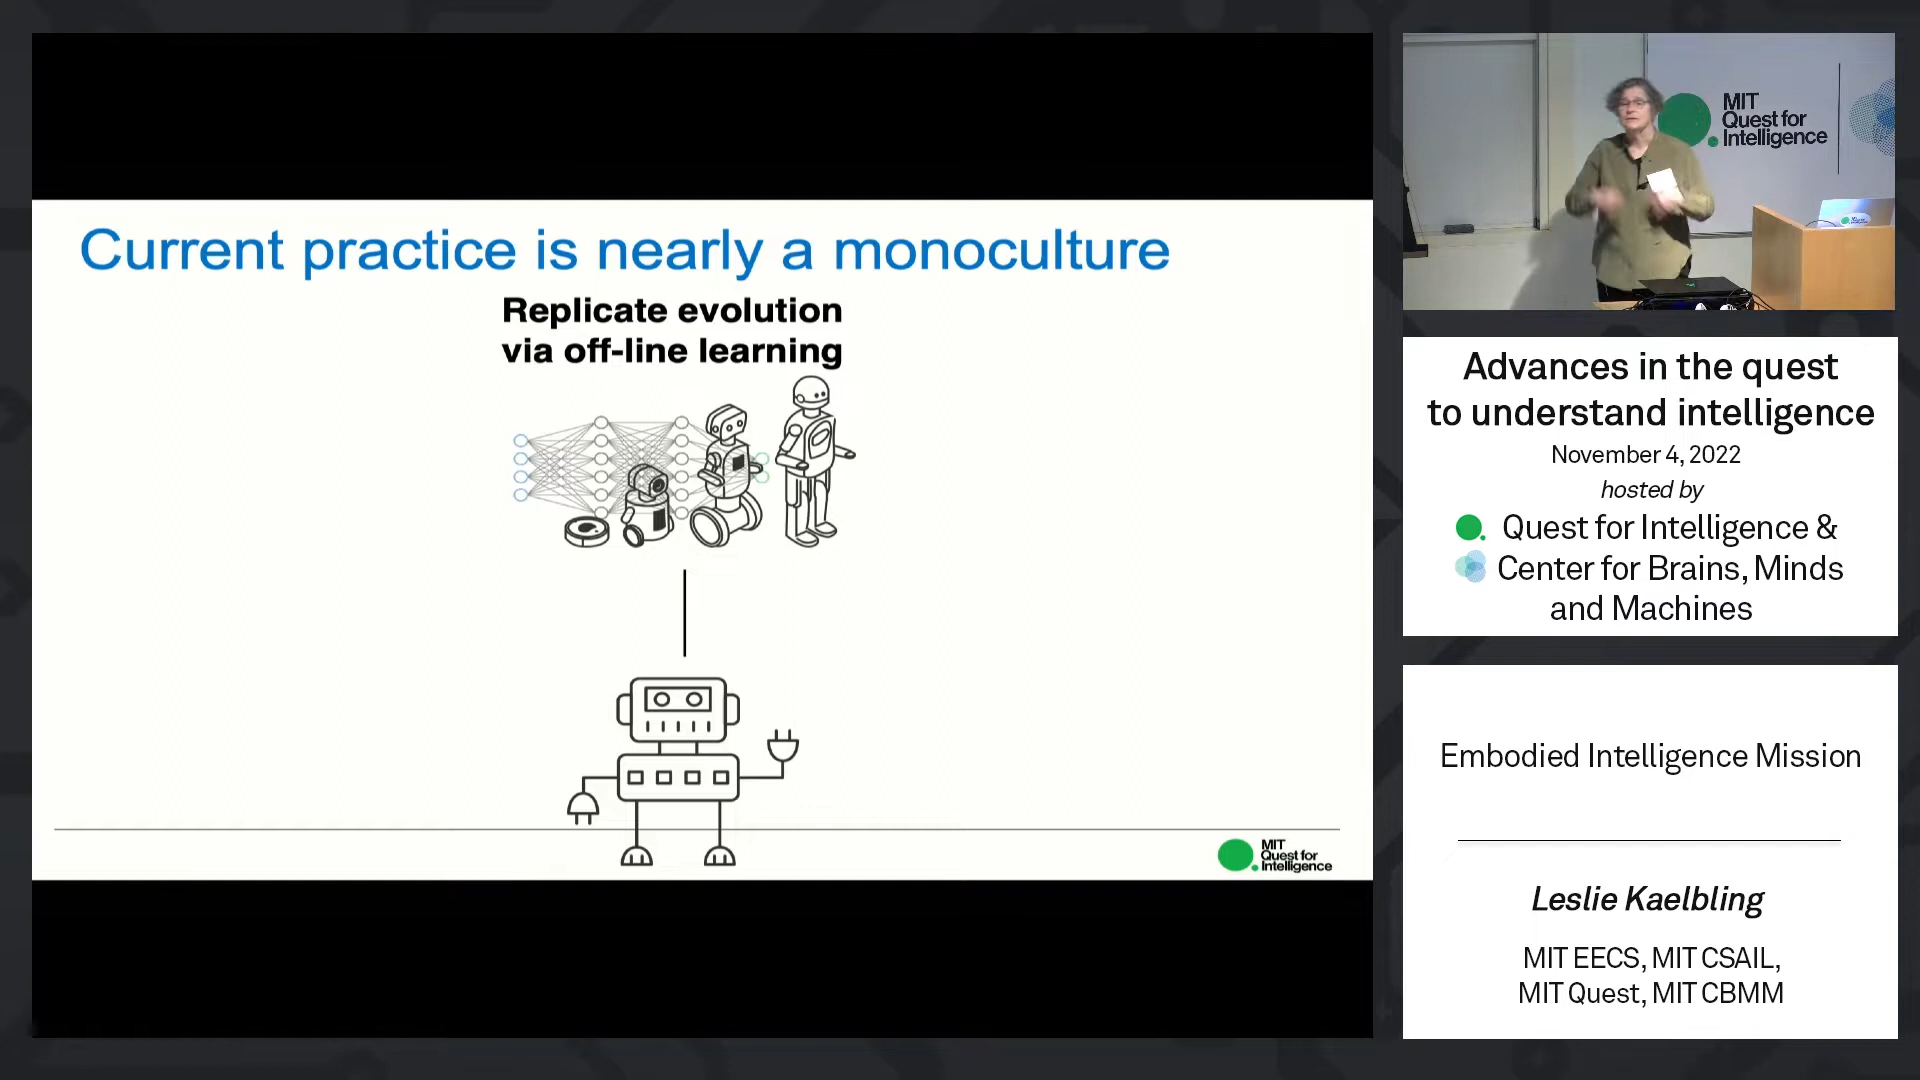 Current practice is nearly a monoculture
Replicate evolution
via off-line learning
MIT
Quest for
Intelligence
MIT
Quest for
Intelligence
Advances in the quest
to understand intelligence
November 4, 2022
hosted by
Quest for Intelligence &
Center for Brains, Minds
and Machines
Embodied Intelligence Mission
Leslie Kaelbling
MIT EECS, MIT CSAIL,
MIT Quest, MIT CBMM